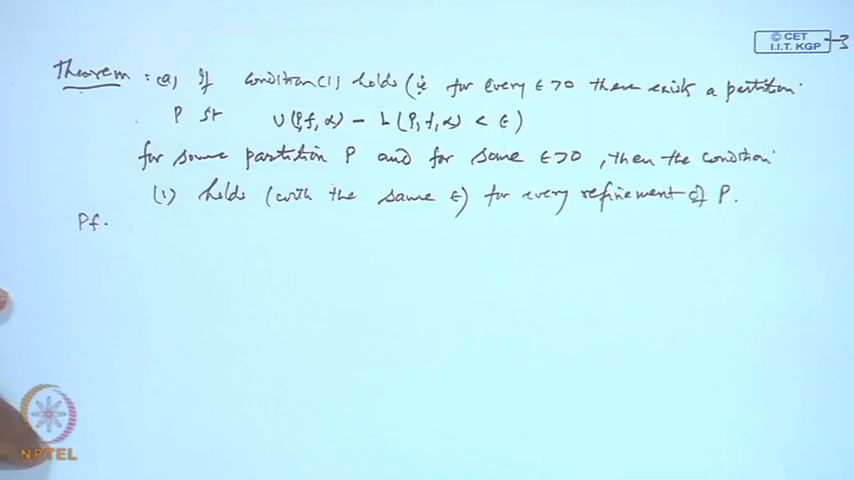 © CET
I.I.T. KGP
Theorem : (a) If condition (1) holds (ie for every ε > 0 there exists a partition
P st U(P,f,α) - L(P,f,α) < ε)
for some partition P and for some ε > 0, then the condition
(1) holds (with the same ε) for every refinement of P.
Pf.
NPTEL